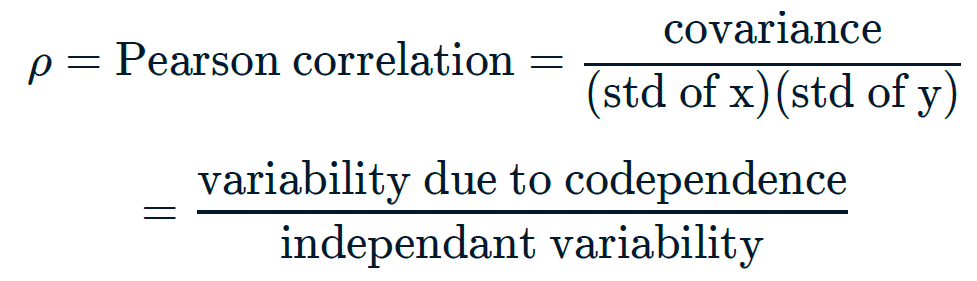 ρ = Pearson correlation = covariance / (std of x)(std of y)
= variability due to codependence / independant variability